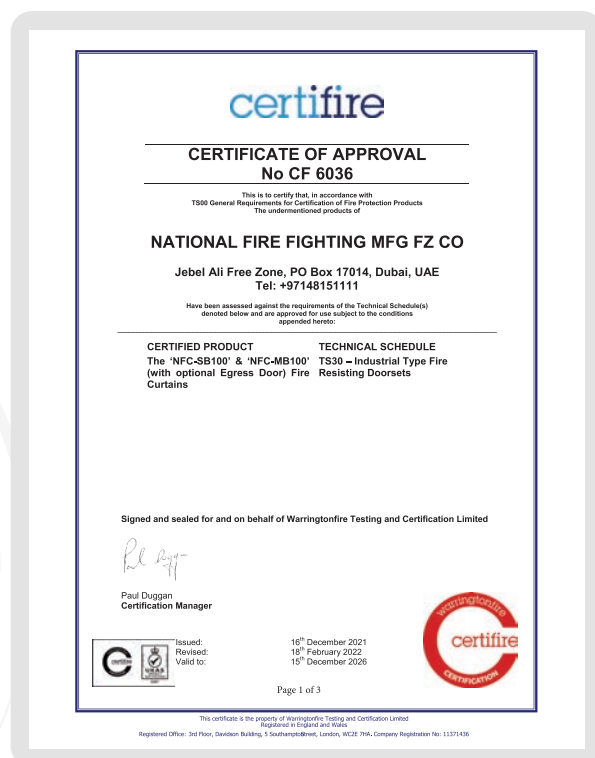 certifire
CERTIFICATE OF APPROVAL
No CF 6036
This is to certify that, in accordance with
TS00 General Requirements for Certification of Fire Protection Products
The undermentioned products of
NATIONAL FIRE FIGHTING MFG FZ CO
Jebel Ali Free Zone, PO Box 17014, Dubai, UAE
Tel: +97148151111
Have been assessed against the requirements of the Technical Schedule(s)
denoted below and are approved for use subject to the conditions
appended hereto:
CERTIFIED PRODUCT
The ‘NFC-SB100’ & ‘NFC-MB100’
(with optional Egress Door) Fire
Curtains
TECHNICAL SCHEDULE
TS30 – Industrial Type Fire
Resisting Doorsets
Signed and sealed for and on behalf of Warringtonfire Testing and Certification Limited
Paul Duggan
Paul Duggan
Certification Manager
Issued: 16th December 2021
Revised: 18th February 2022
Valid to: 15th December 2026
certifire
UKAS
warringtonfire
certifire
CERTIFICATION
Page 1 of 3
This certificate is the property of Warringtonfire Testing and Certification Limited
Registered in England and Wales
Registered Office: 3rd Floor, Davidson Building, 5 Southampton Street, London, WC2E 7HA. Company Registration No: 11371436